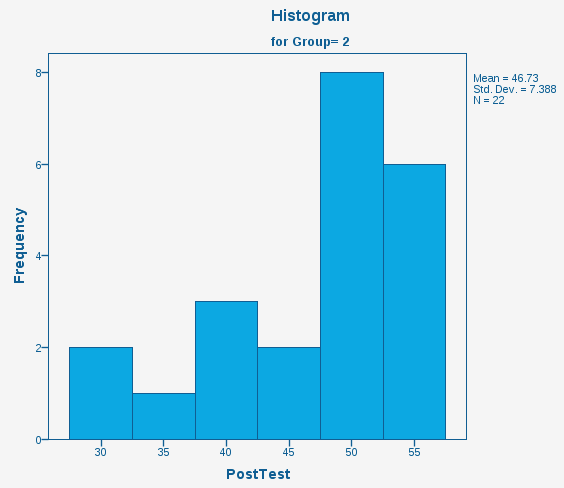 Histogram
for Group= 2
Mean = 46.73
Std. Dev. = 7.388
N = 22
8
6
4
2
0
Frequency
30 35 40 45 50 55
PostTest